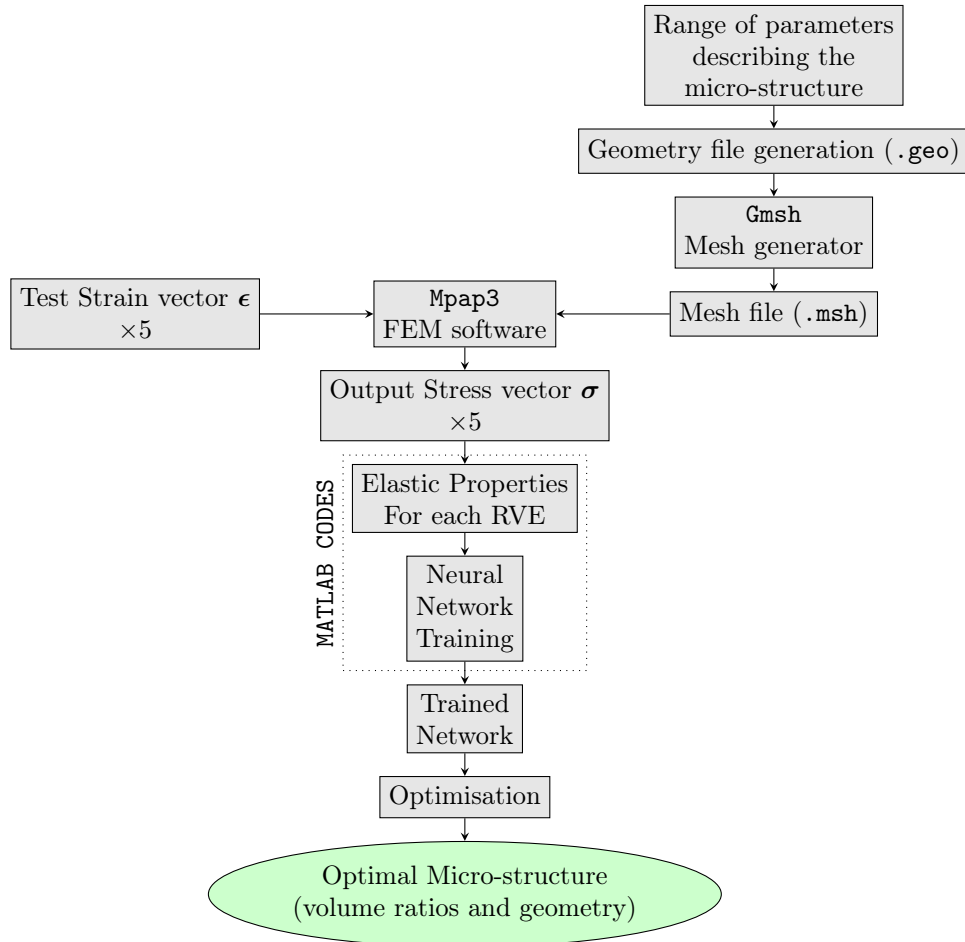 Range of parameters
describing the
micro-structure
Geometry file generation (.geo)
Gmsh
Mesh generator
Test Strain vector ϵ
×5
Mpap3
FEM software
Mesh file (.msh)
Output Stress vector σ
×5
MATLAB CODES
Elastic Properties
For each RVE
Neural
Network
Training
Trained
Network
Optimisation
Optimal Micro-structure
(volume ratios and geometry)